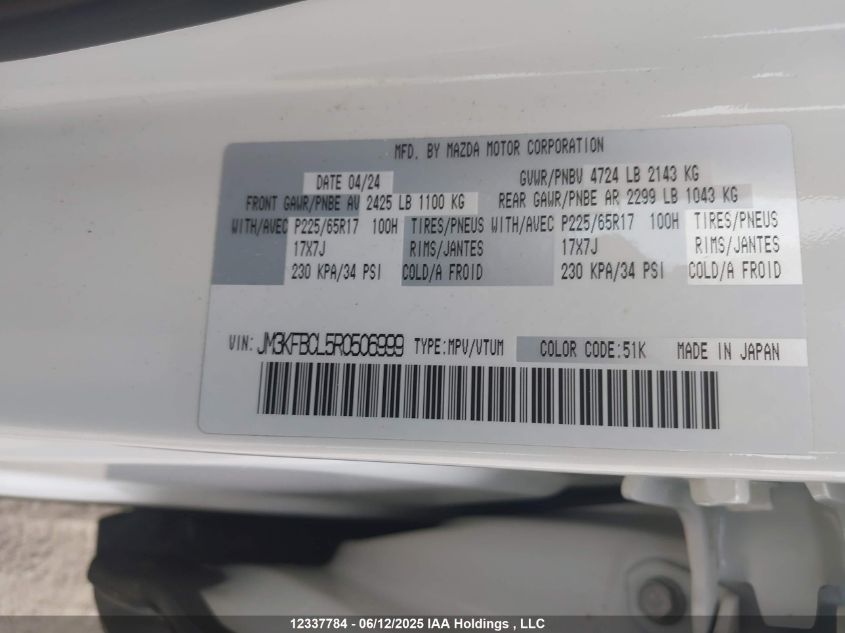 MFD. BY MAZDA MOTOR CORPORATION
DATE 04/24 GVWR/PNBV 4724 LB 2143 KG
FRONT GAWR/PNBE AV 2425 LB 1100 KG REAR GAWR/PNBE AR 2299 LB 1043 KG
WITH/AVEC P225/65R17 100H TIRES/PNEUS WITH/AVEC P225/65R17 100H TIRES/PNEUS
17X7J RIMS/JANTES 17X7J RIMS/JANTES
230 KPA/34 PSI COLD/A FROID 230 KPA/34 PSI COLD/A FROID
VIN: JM3KFBCL5R0506999 TYPE:MPV/VTUM COLOR CODE:51K MADE IN JAPAN
12337784 - 06/12/2025 IAA Holdings , LLC